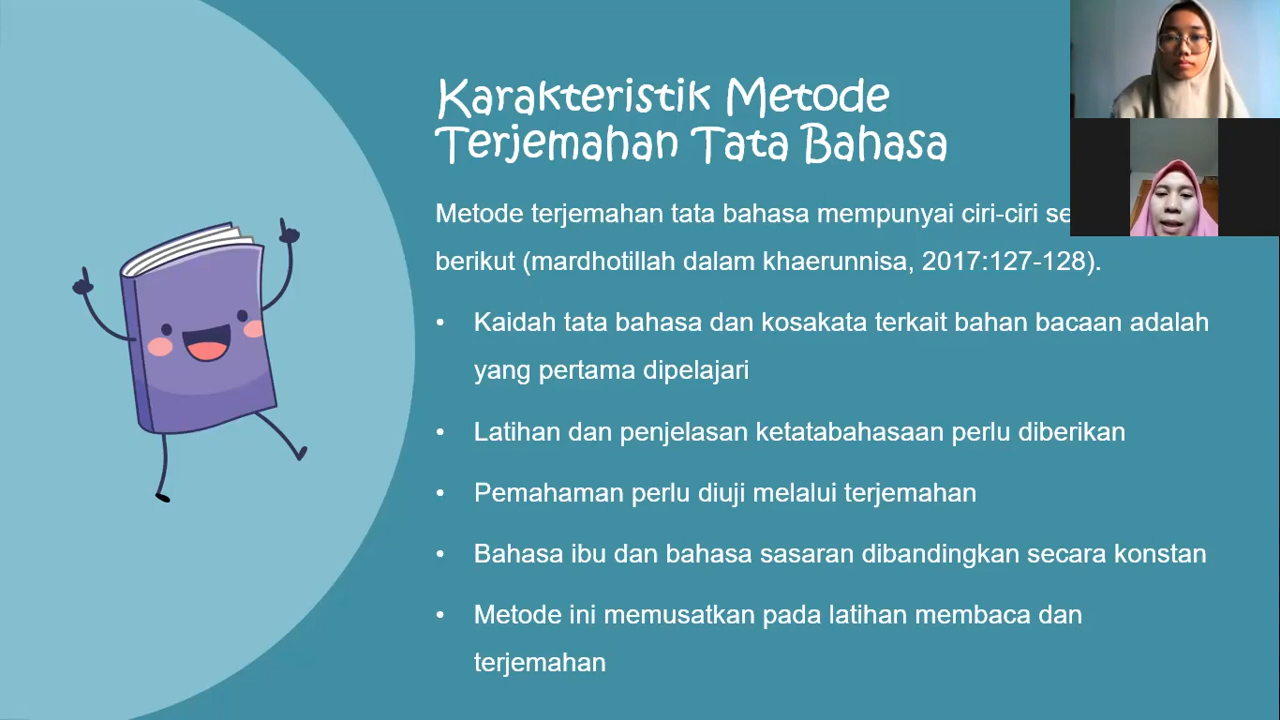 Karakteristik Metode
Terjemahan Tata Bahasa
Metode terjemahan tata bahasa mempunyai ciri-ciri
berikut (mardhotillah dalam khaerunnisa, 2017:127-128).
• Kaidah tata bahasa dan kosakata terkait bahan bacaan adalah
yang pertama dipelajari
• Latihan dan penjelasan ketatabahasaan perlu diberikan
• Pemahaman perlu diuji melalui terjemahan
• Bahasa ibu dan bahasa sasaran dibandingkan secara konstan
• Metode ini memusatkan pada latihan membaca dan
terjemahan